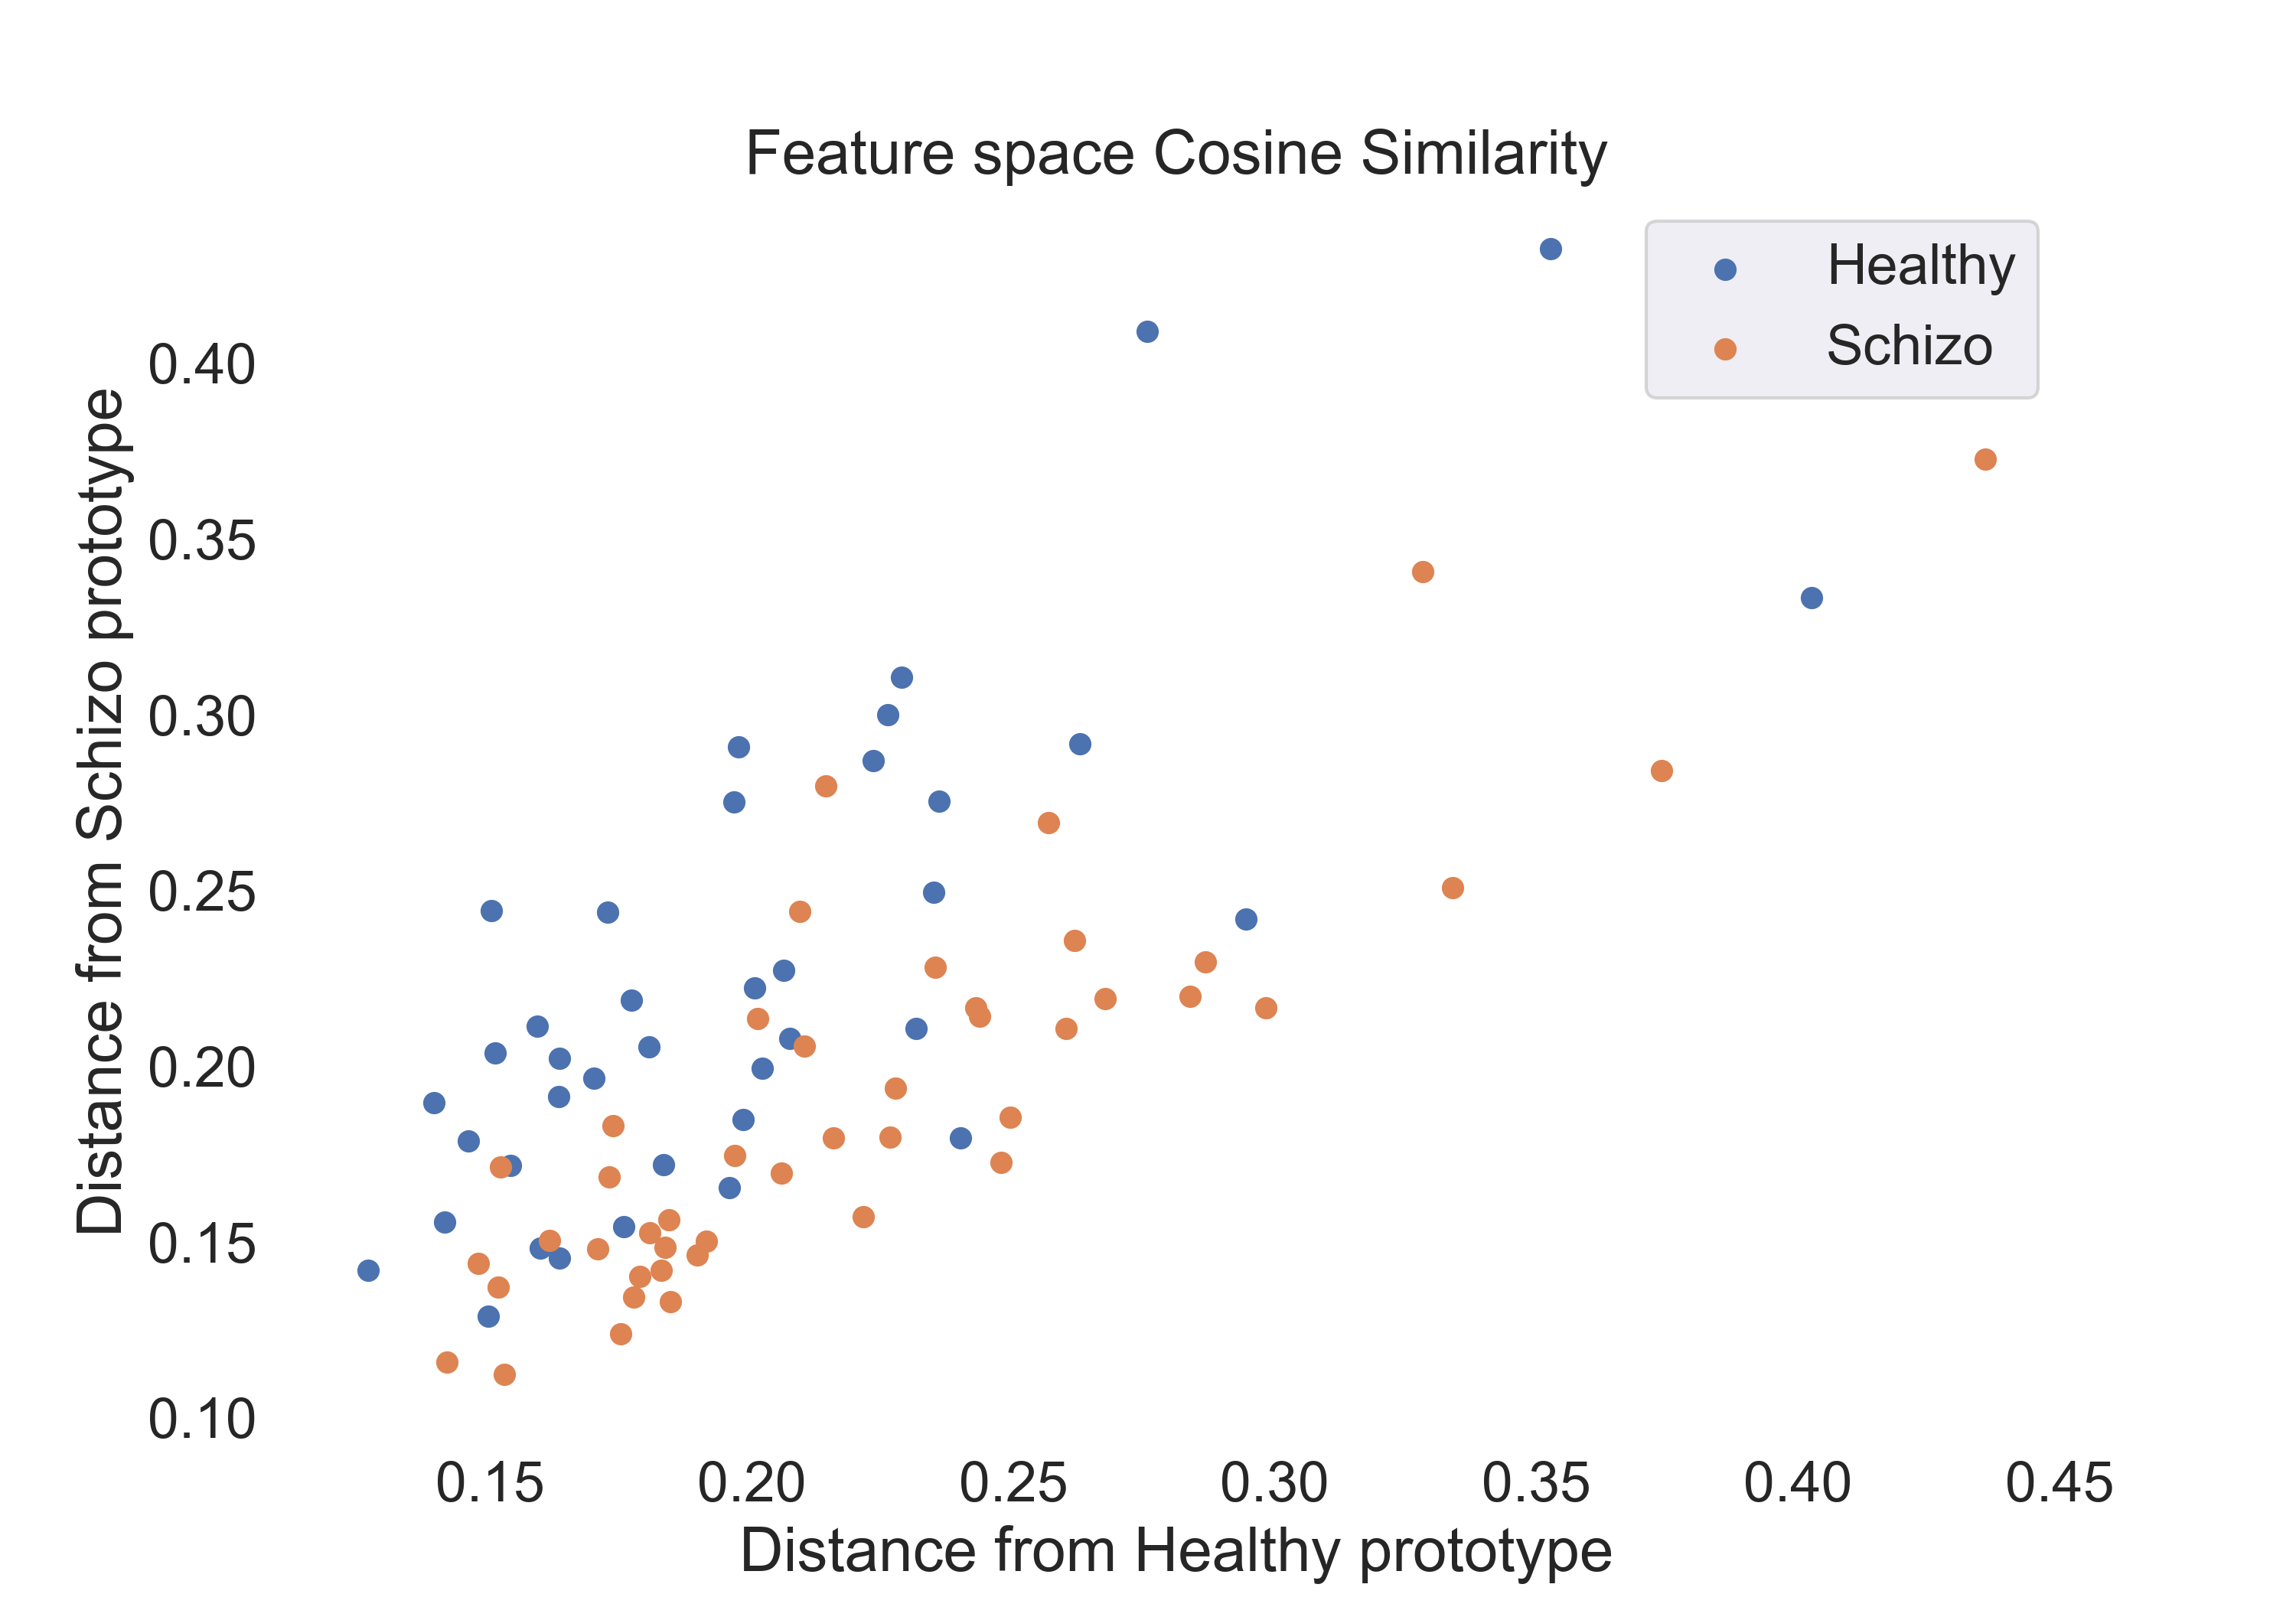 Feature space Cosine Similarity
Healthy
Schizo
Distance from Schizo prototype
0.40
0.35
0.30
0.25
0.20
0.15
0.10
0.15 0.20 0.25 0.30 0.35 0.40 0.45
Distance from Healthy prototype